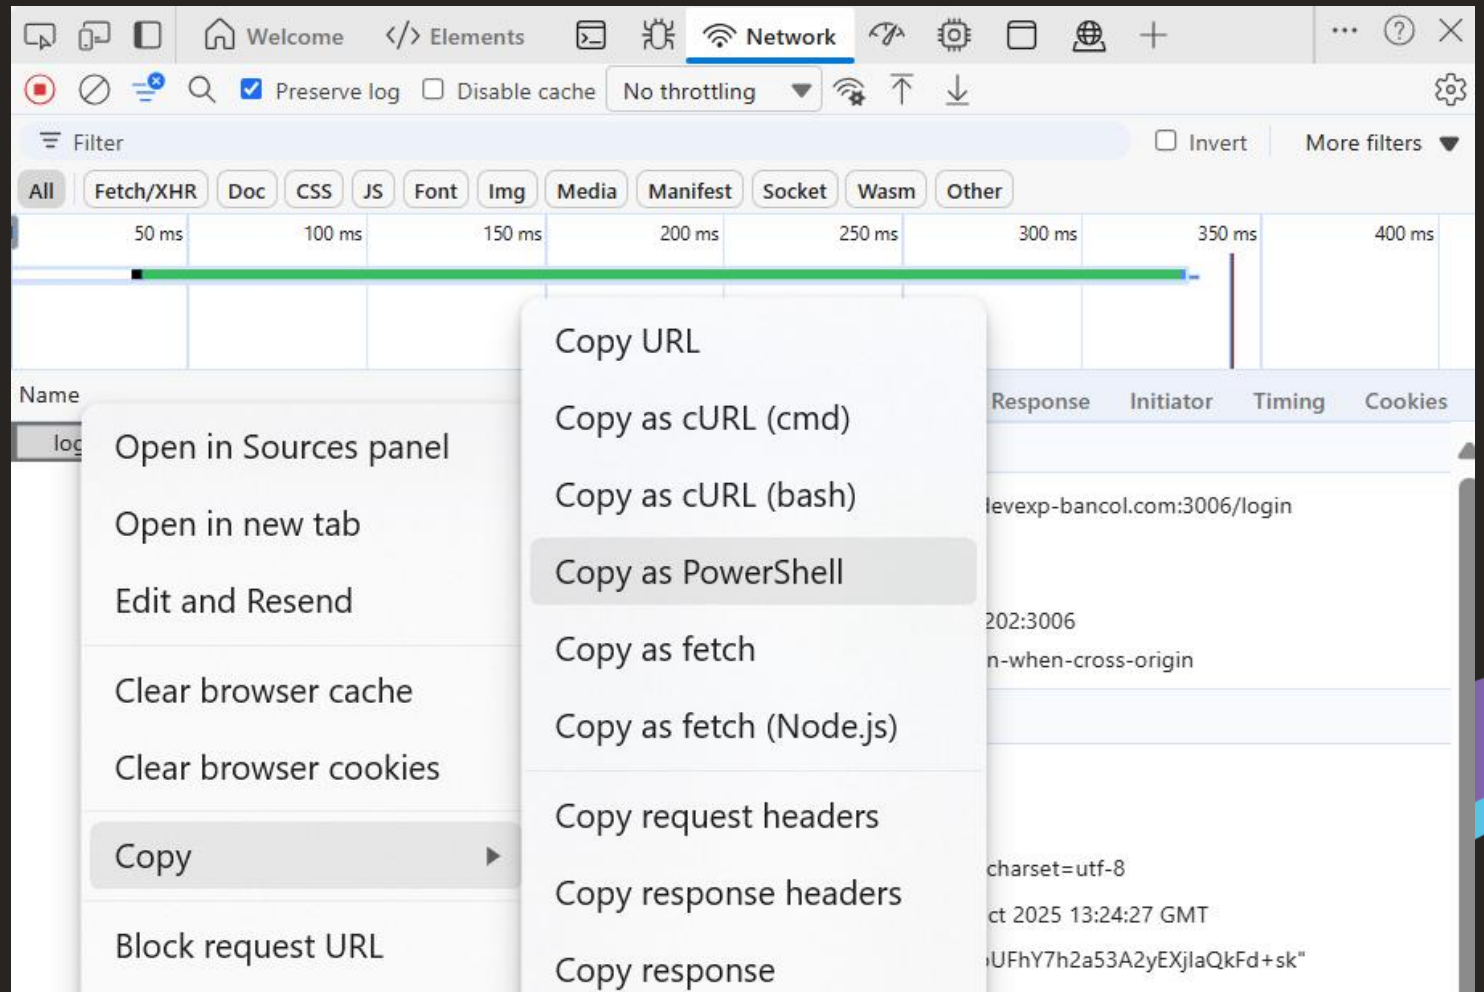 Welcome </> Elements Network
Preserve log Disable cache No throttling
Filter Invert More filters
All Fetch/XHR Doc CSS JS Font Img Media Manifest Socket Wasm Other
50 ms 100 ms 150 ms 200 ms 250 ms 300 ms 350 ms 400 ms
Name
log
Open in Sources panel
Open in new tab
Edit and Resend
Clear browser cache
Clear browser cookies
Copy
Block request URL
Copy URL
Copy as cURL (cmd)
Copy as cURL (bash)
Copy as PowerShell
Copy as fetch
Copy as fetch (Node.js)
Copy request headers
Copy response headers
Copy response
Response Initiator Timing Cookies
devexp-bancol.com:3006/login
202:3006
n-when-cross-origin
charset=utf-8
ct 2025 13:24:27 GMT